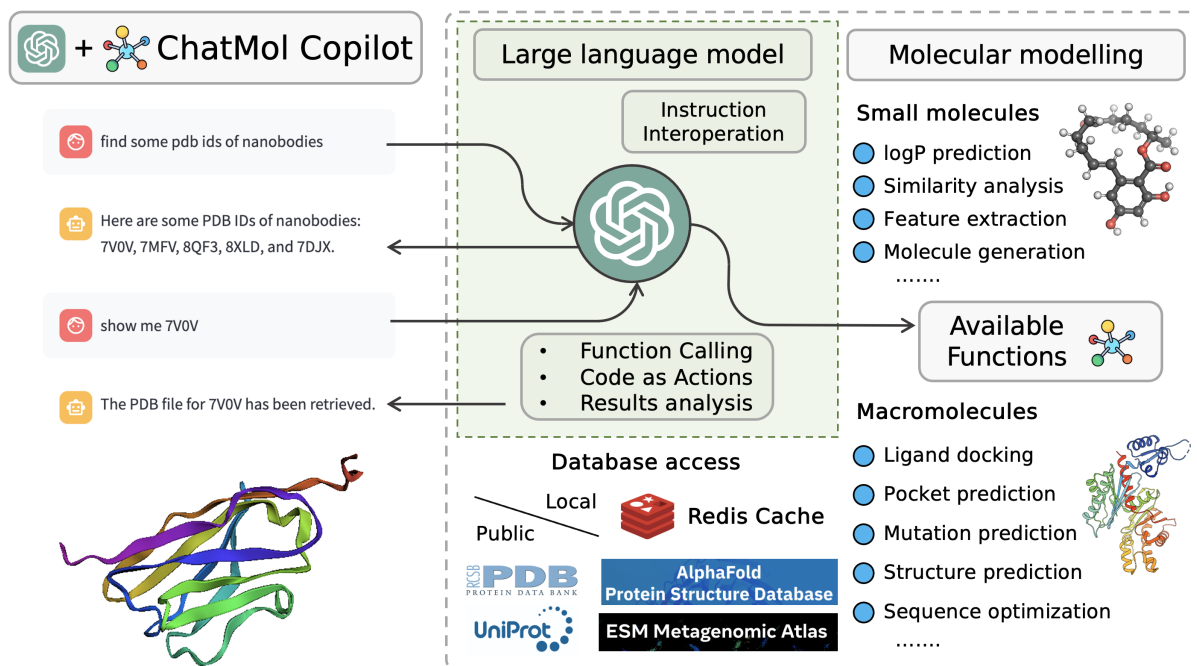 + ChatMol Copilot
find some pdb ids of nanobodies
Here are some PDB IDs of nanobodies:
7V0V, 7MFV, 8QF3, 8XLD, and 7DJX.
show me 7V0V
The PDB file for 7V0V has been retrieved.
Large language model
Instruction
Interoperation
• Function Calling
• Code as Actions
• Results analysis
Database access
Local
Public
Redis Cache
RCSB PDB
PROTEIN DATA BANK
AlphaFold
Protein Structure Database
UniProt
ESM Metagenomic Atlas
Molecular modelling
Small molecules
logP prediction
Similarity analysis
Feature extraction
Molecule generation
.......
Available
Functions
Macromolecules
Ligand docking
Pocket prediction
Mutation prediction
Structure prediction
Sequence optimization
.......